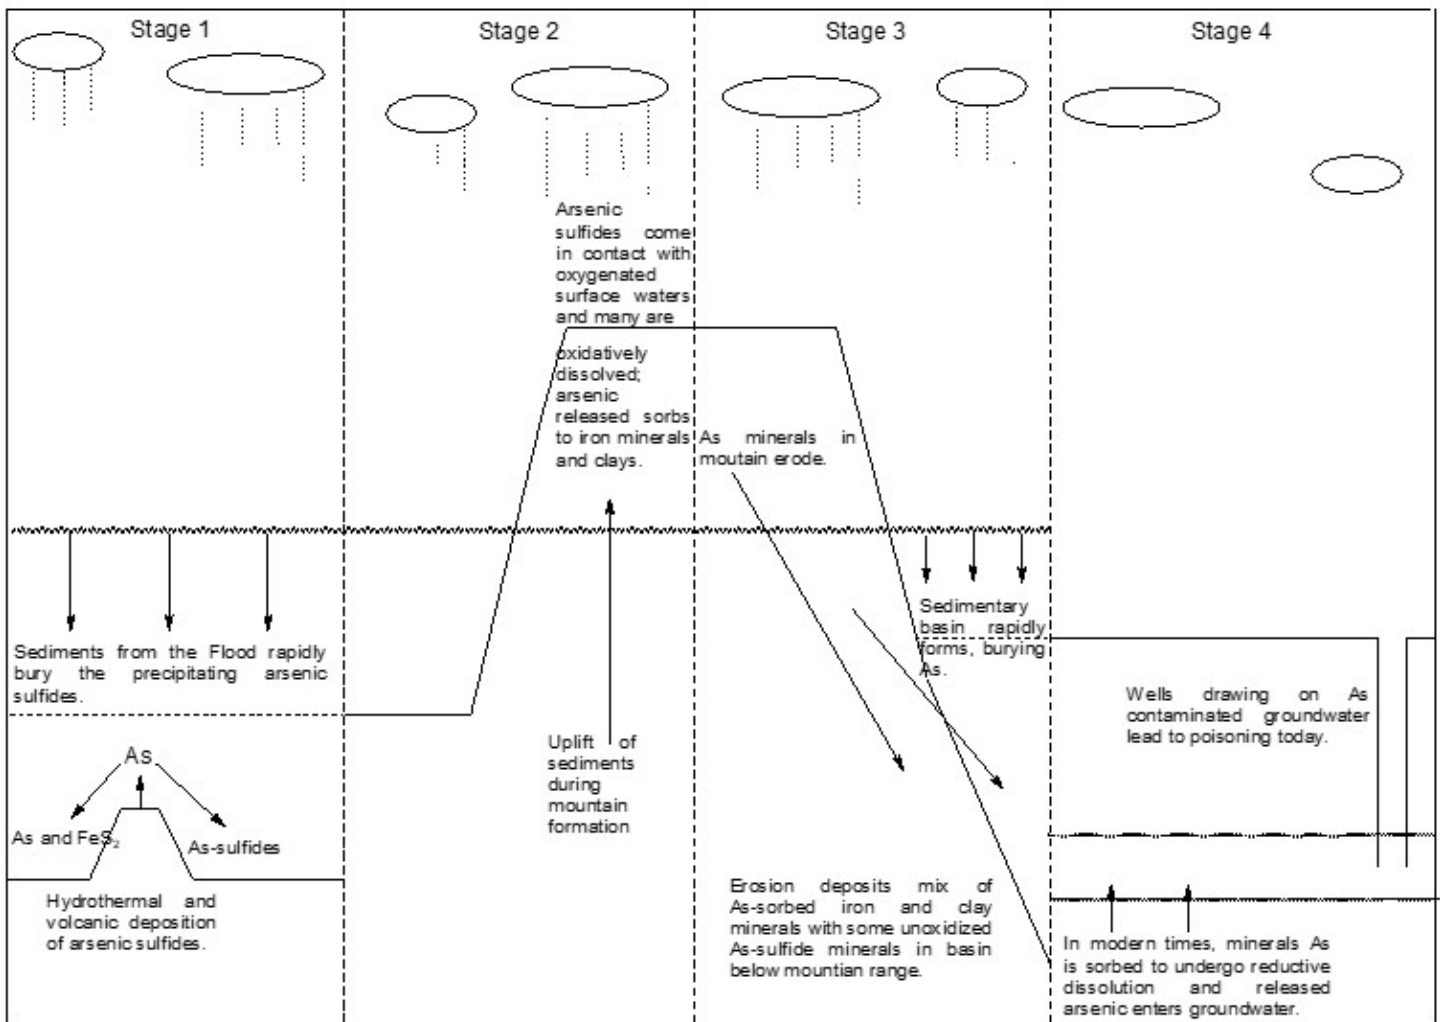 Stage 1
Stage 2
Stage 3
Stage 4
Sediments from the Flood rapidly
bury the precipitating arsenic
sulfides.
As
As and FeS₂
As-sulfides
Hydrothermal and
volcanic deposition
of arsenic sulfides.
Arsenic
sulfides come
in contact with
oxygenated
surface waters
and many are
oxidatively
dissolved;
arsenic
released sorbs
to iron minerals
and clays.
Uplift of
sediments
during
mountain
formation
As minerals in
moutain erode.
Sedimentary
basin rapidly
forms, burying
As.
Erosion deposits mix of
As-sorbed iron and clay
minerals with some unoxidized
As-sulfide minerals in basin
below mountian range.
Wells drawing on As
contaminated groundwater
lead to poisoning today.
In modern times, minerals As
is sorbed to undergo reductive
dissolution and released
arsenic enters groundwater.